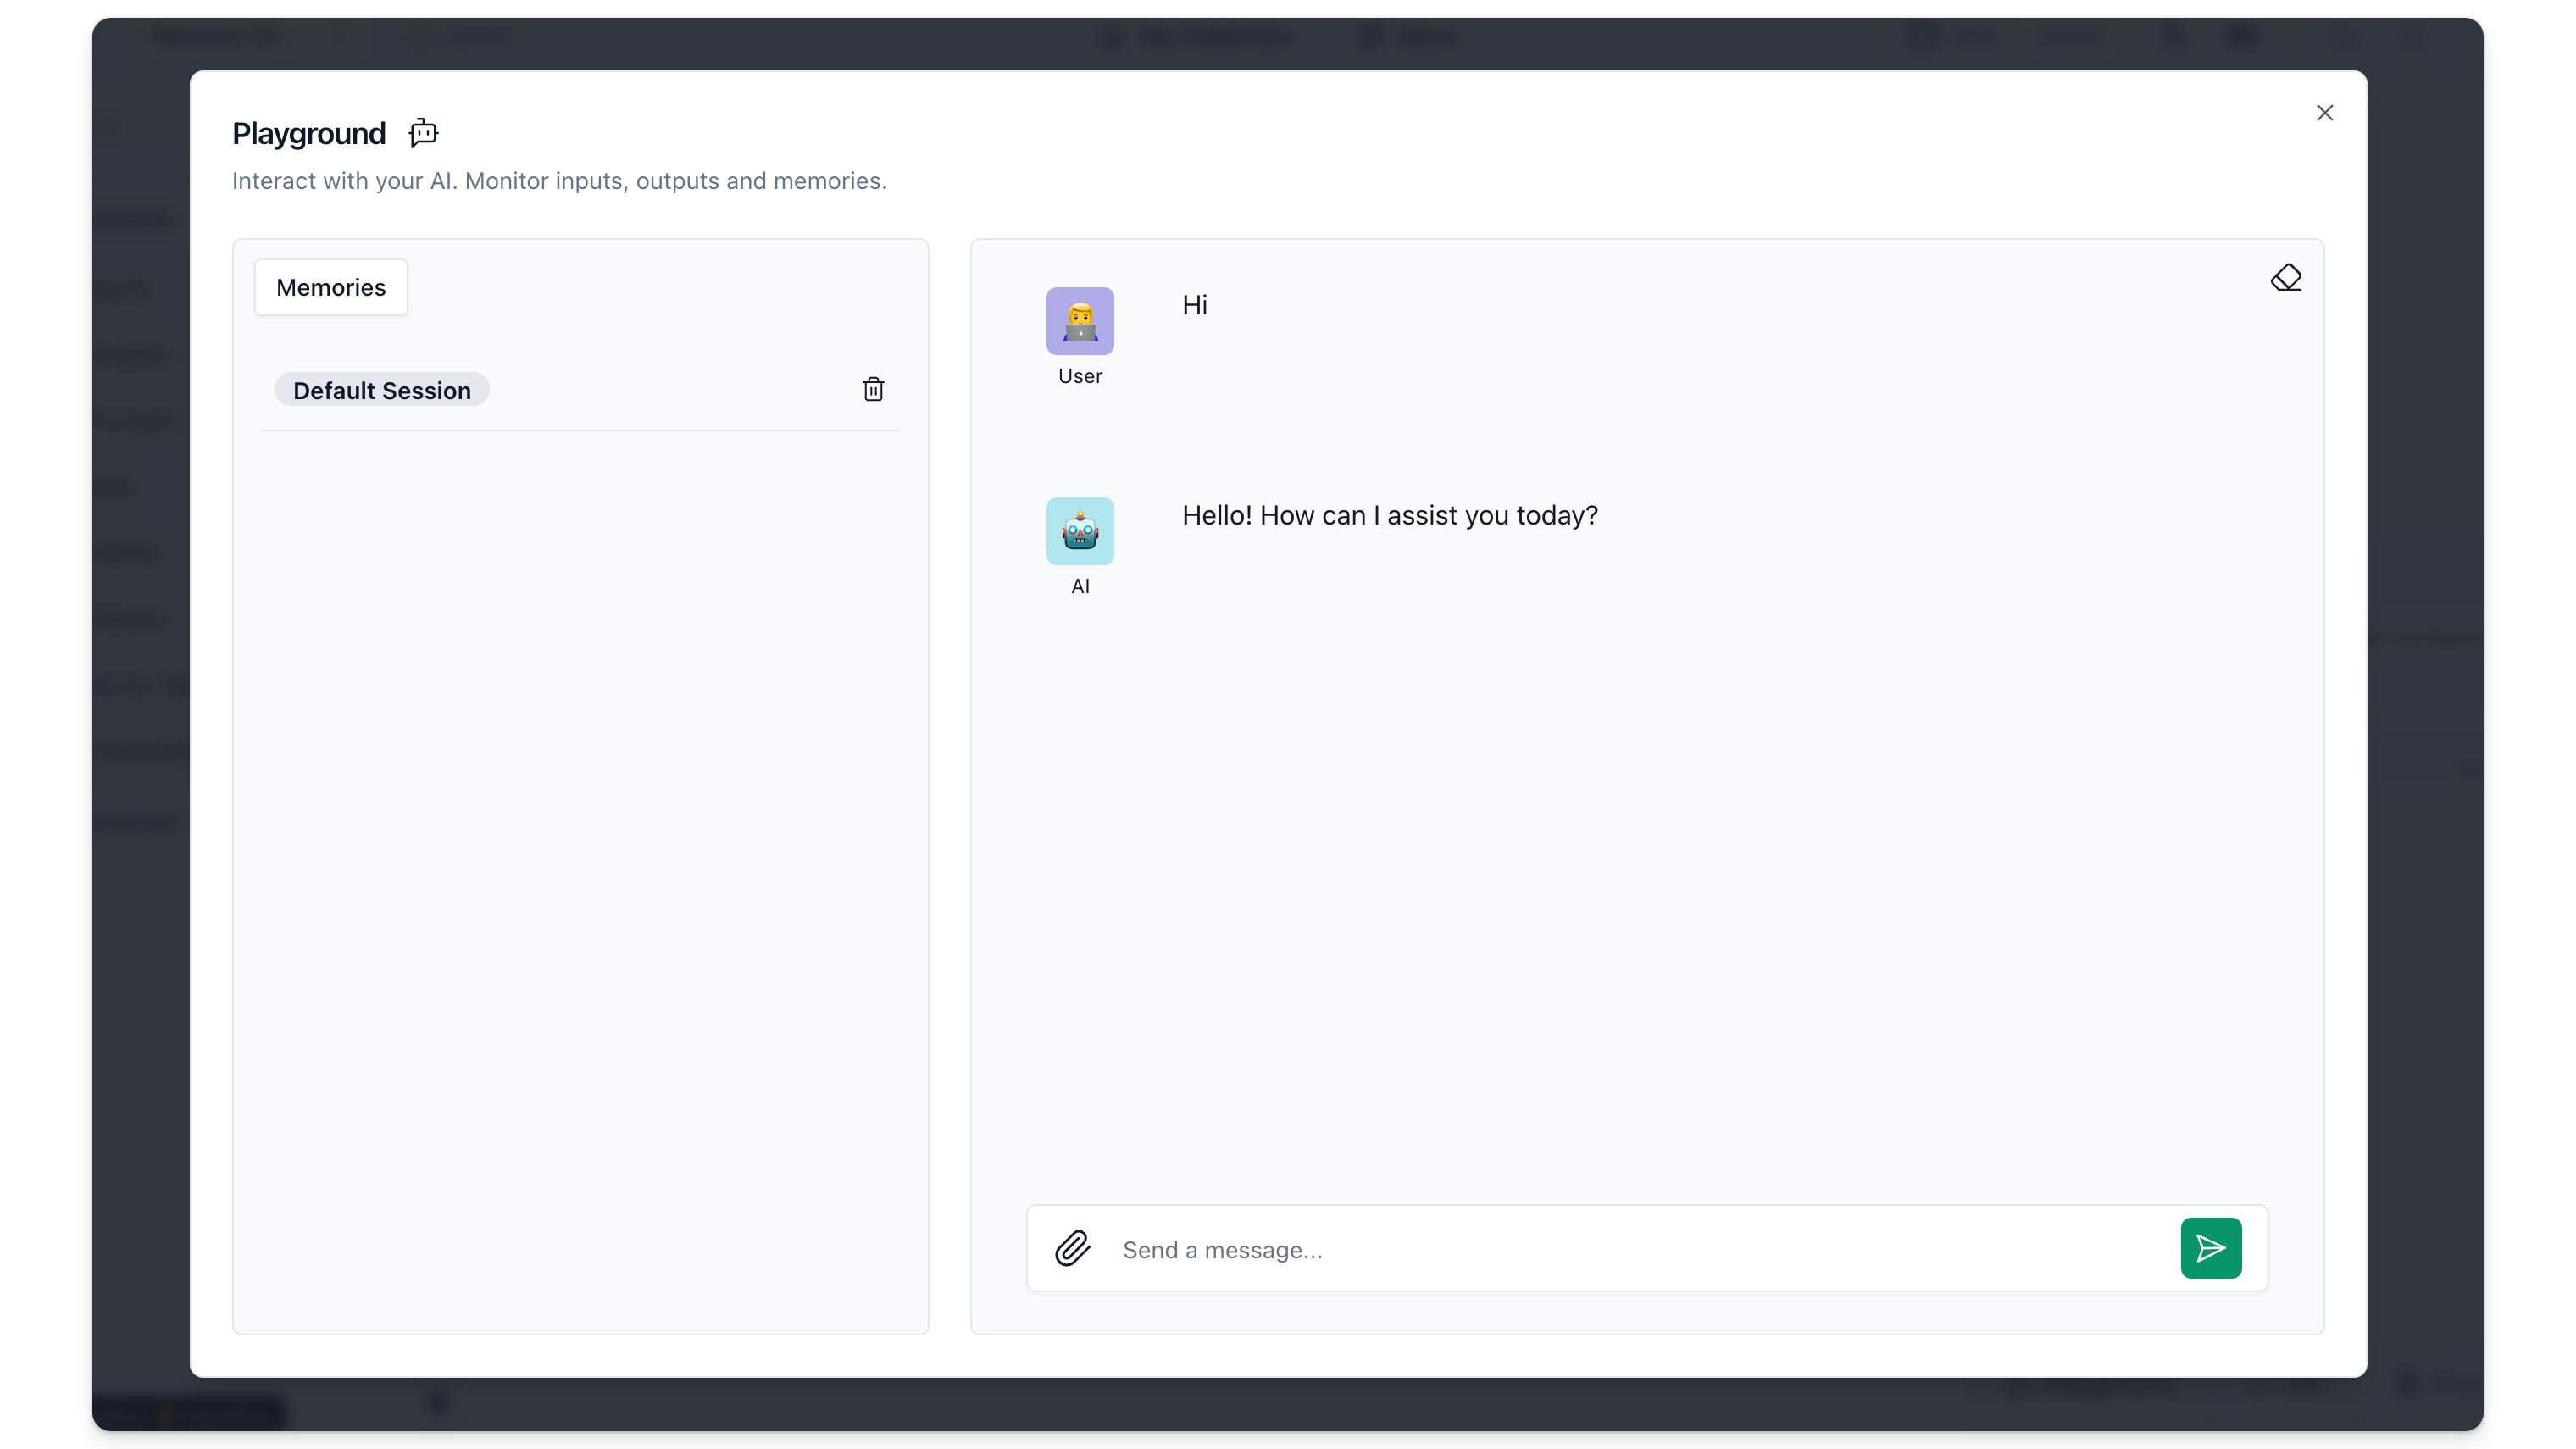 Playground
Interact with your AI. Monitor inputs, outputs and memories.
Memories
Default Session
Hi
User
Hello! How can I assist you today?
AI
Send a message...